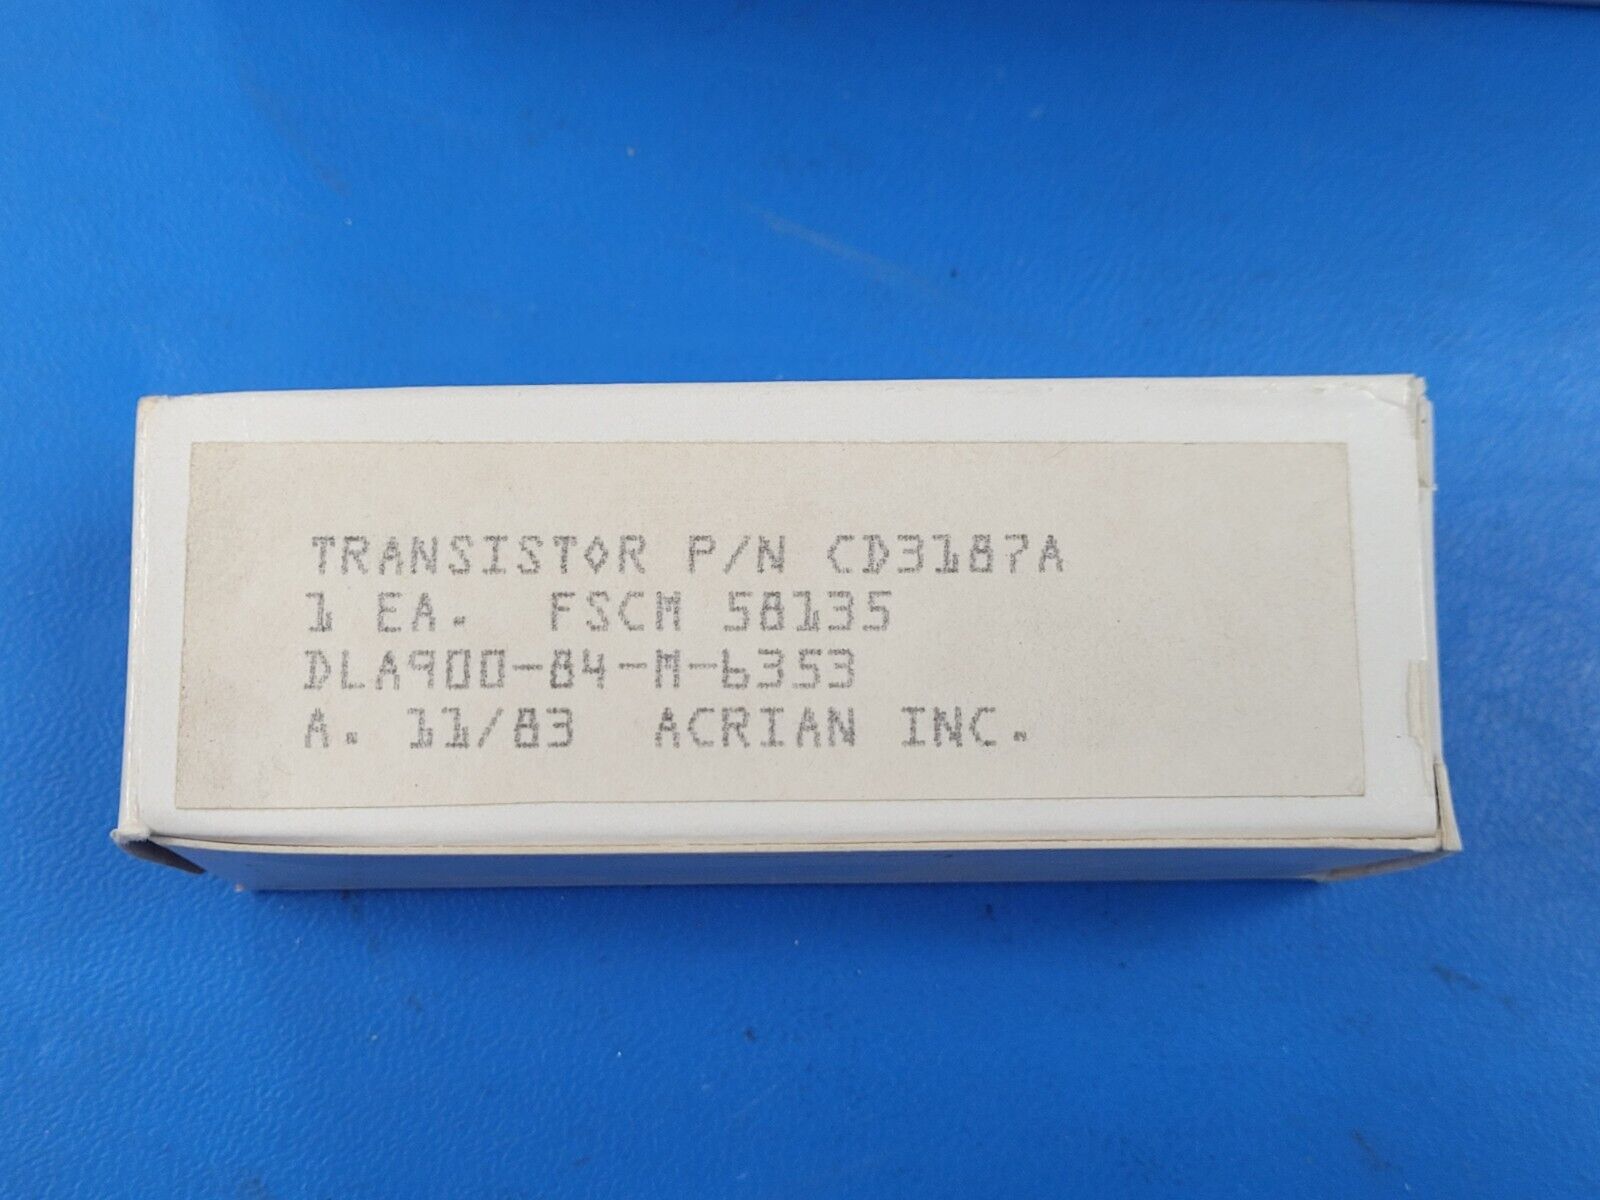 TRANSISTOR P/N CD3187A
1 EA. FSCM 58135
DLA900-84-M-6353
A. 11/83 ACRIAN INC.